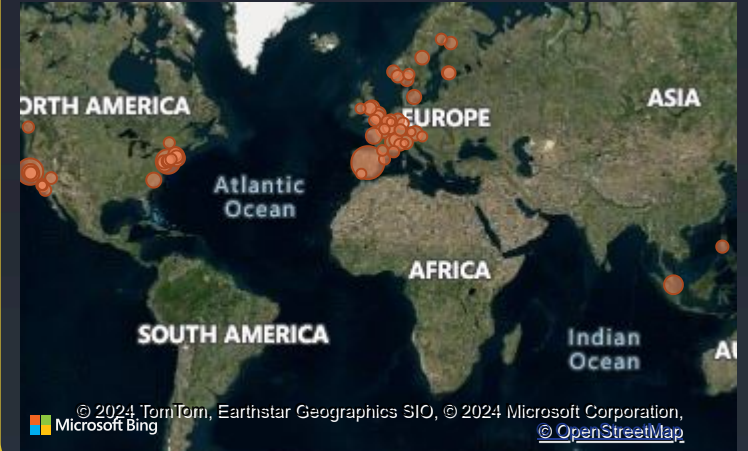 ORTH AMERICA
EUROPE
ASIA
Atlantic
Ocean
AFRICA
SOUTH AMERICA
Indian
Ocean
AU
© 2024 TomTom, Earthstar Geographics SIO, © 2024 Microsoft Corporation,
Microsoft Bing
© OpenStreetMap